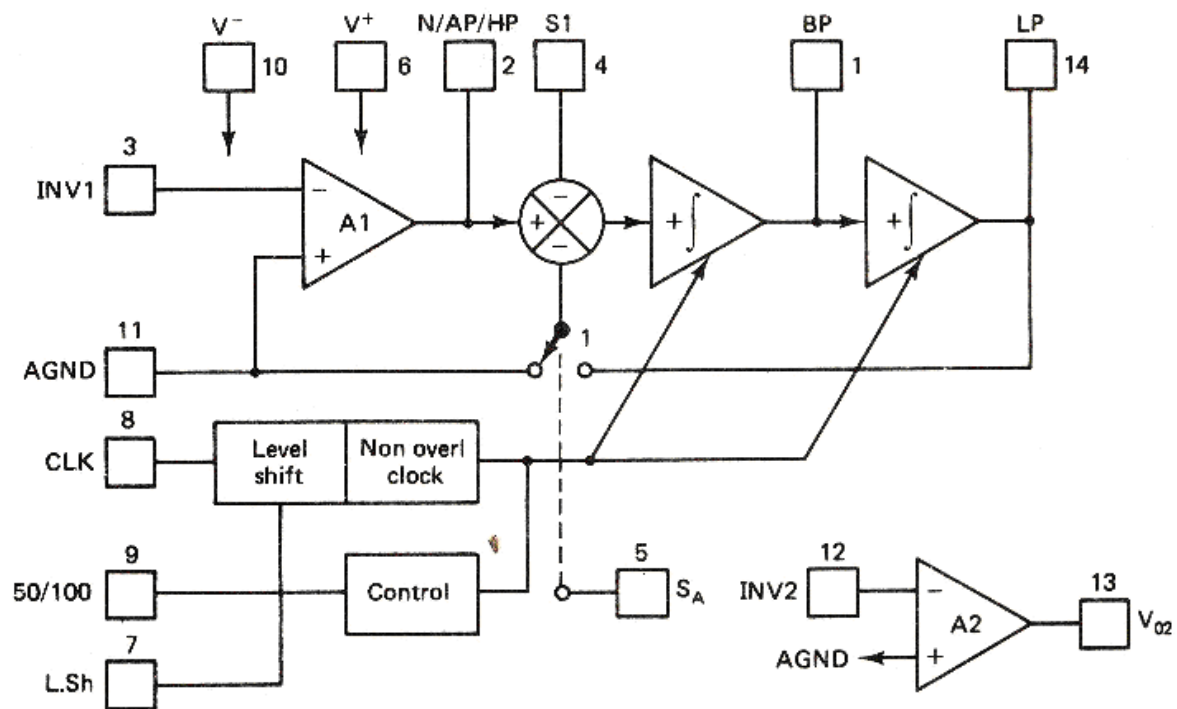 V⁻ V⁺ N/AP/HP S1 BP LP
10 6 2 4 1 14
3
INV1
−
A1
+
−
+
−
+ ∫
+ ∫
11
AGND
1
8
CLK
Level shift
Non overl clock
9
50/100
Control
5
S_A
7
L.Sh
12
INV2
−
A2
+
AGND
13
V₀₂